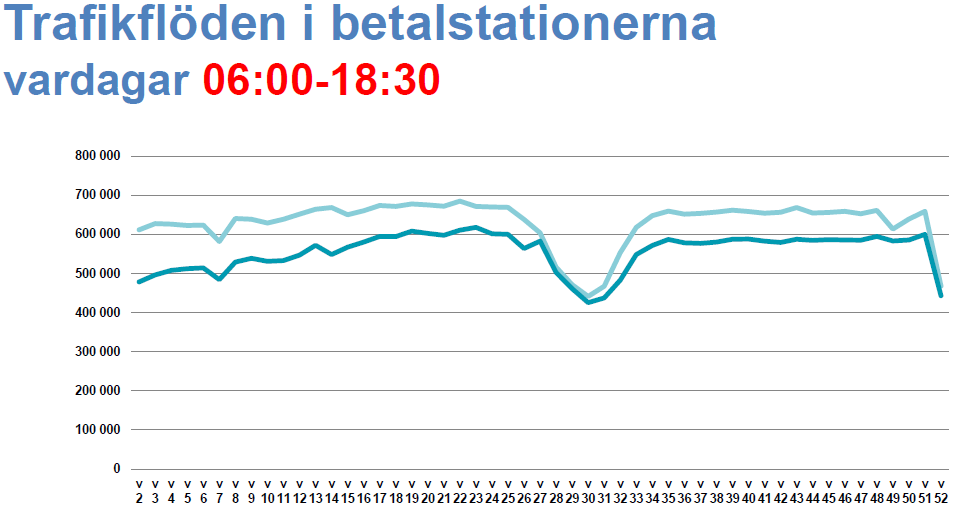 Trafikflöden i betalstationerna
vardagar 06:00-18:30
800 000
700 000
600 000
500 000
400 000
300 000
200 000
100 000
0
v v v v v v v v v v v v v v v v v v v v v v v v v v v v v v v v v v v v v v v v v v v v v v v v v v v
2 3 4 5 6 7 8 9 10 11 12 13 14 15 16 17 18 19 20 21 22 23 24 25 26 27 28 29 30 31 32 33 34 35 36 37 38 39 40 41 42 43 44 45 46 47 48 49 50 51 52